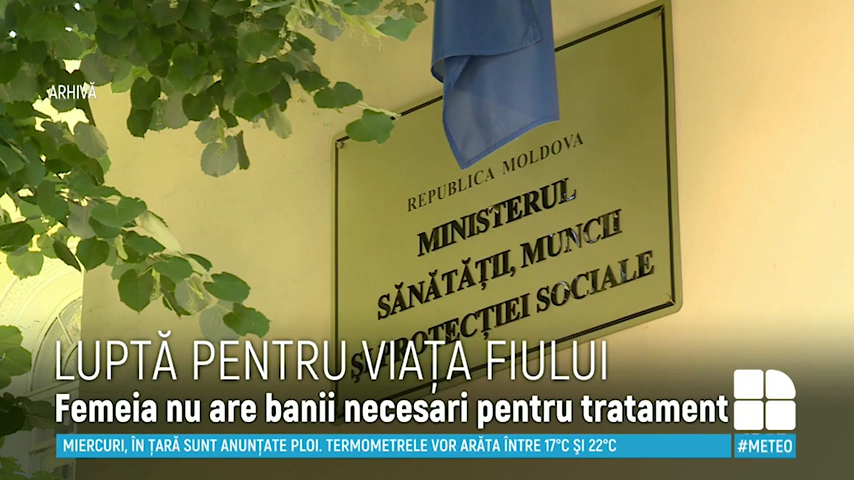 ARHIVĂ
REPUBLICA MOLDOVA
MINISTERUL
SĂNĂTĂȚII, MUNCII
ȘI PROTECȚIEI SOCIALE
LUPTĂ PENTRU VIAȚA FIULUI
Femeia nu are banii necesari pentru tratament
MIERCURI, ÎN ȚARĂ SUNT ANUNȚATE PLOI. TERMOMETRELE VOR ARĂTA ÎNTRE 17°C ŞI 22°C
#METEO